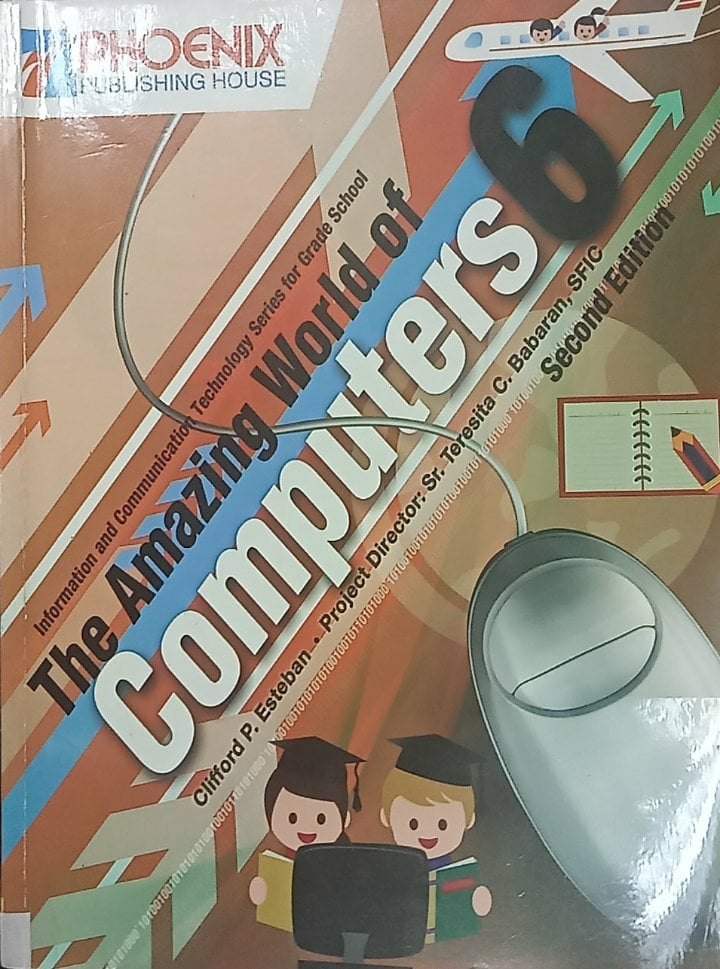 PHOENIX
PUBLISHING HOUSE
Information and Communication Technology Series for Grade School
The Amazing World of
Computers 6
Clifford P. Esteban • Project Director: Sr. Teresita C. Babaran, SFIC
Second Edition